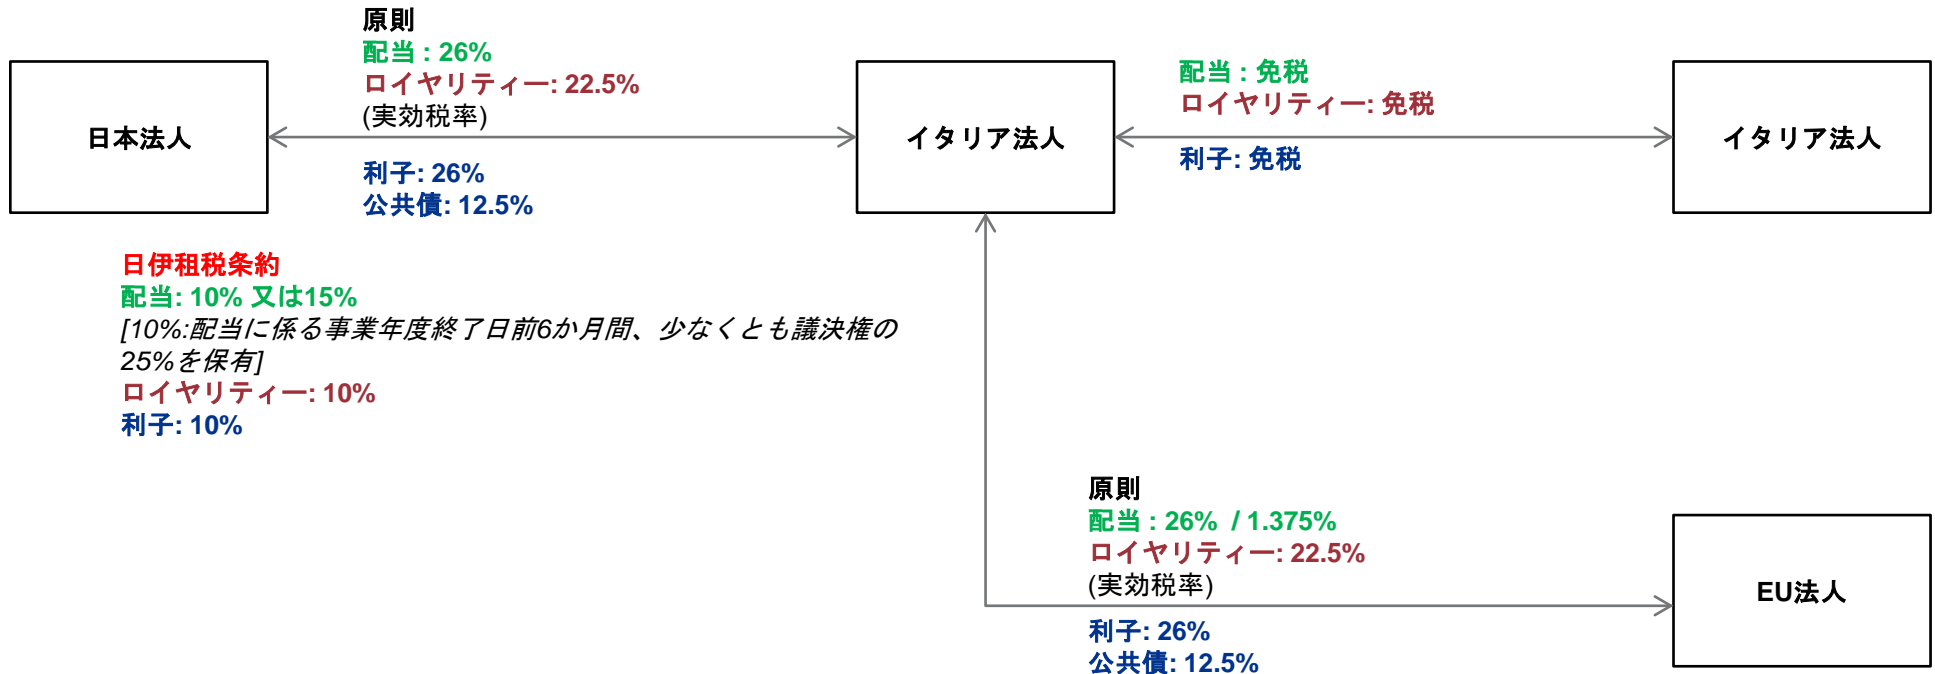 原則
配当 : 26%
ロイヤリティー: 22.5%
(実効税率)
日本法人
イタリア法人
利子: 26%
公共債: 12.5%
配当 : 免税
ロイヤリティー: 免税
利子: 免税
イタリア法人
日伊租税条約
配当: 10% 又は15%
[10%:配当に係る事業年度終了日前6か月間、少なくとも議決権の
25%を保有]
ロイヤリティー: 10%
利子: 10%
原則
配当 : 26% / 1.375%
ロイヤリティー: 22.5%
(実効税率)
利子: 26%
公共債: 12.5%
EU法人